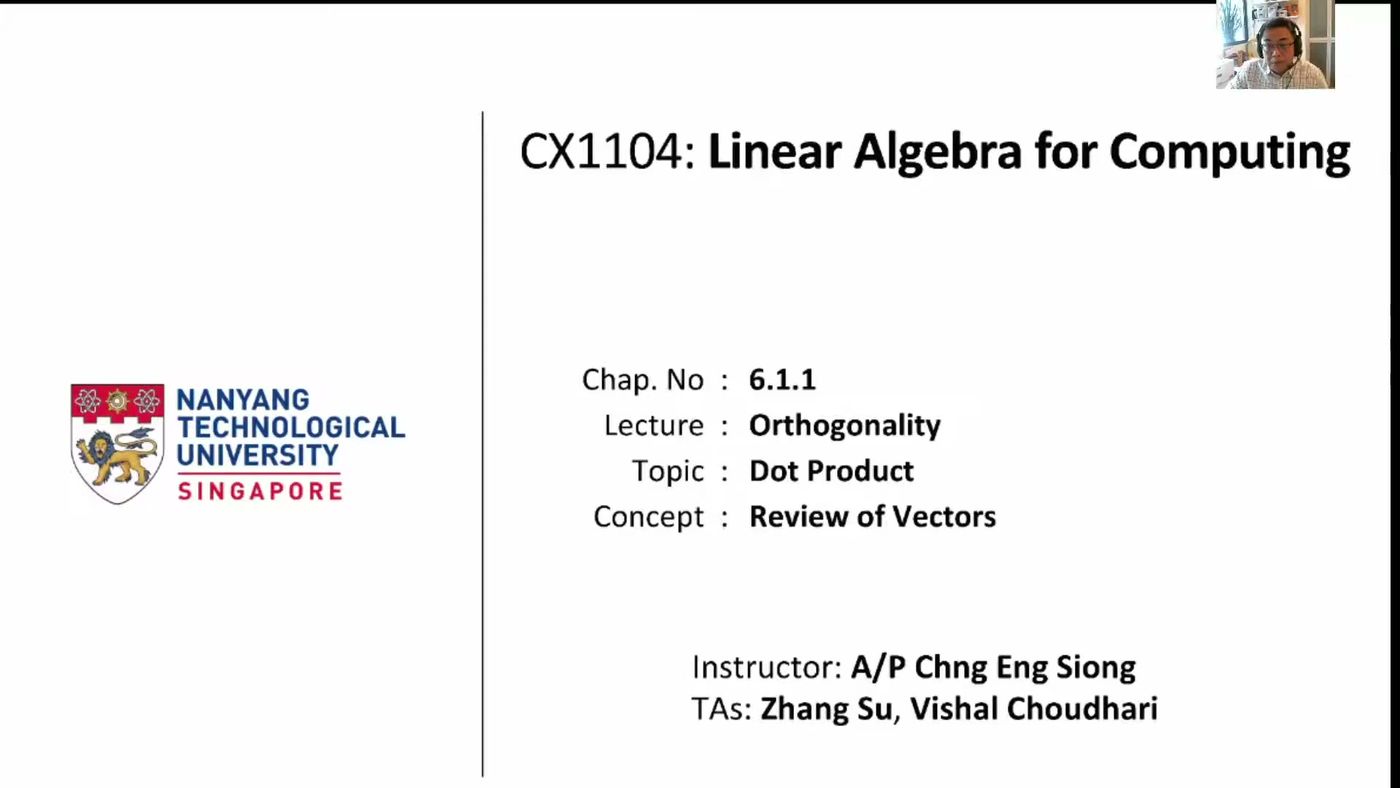 CX1104: Linear Algebra for Computing
NANYANG
TECHNOLOGICAL
UNIVERSITY
SINGAPORE
Chap. No : 6.1.1
Lecture : Orthogonality
Topic : Dot Product
Concept : Review of Vectors
Instructor: A/P Chng Eng Siong
TAs: Zhang Su, Vishal Choudhari